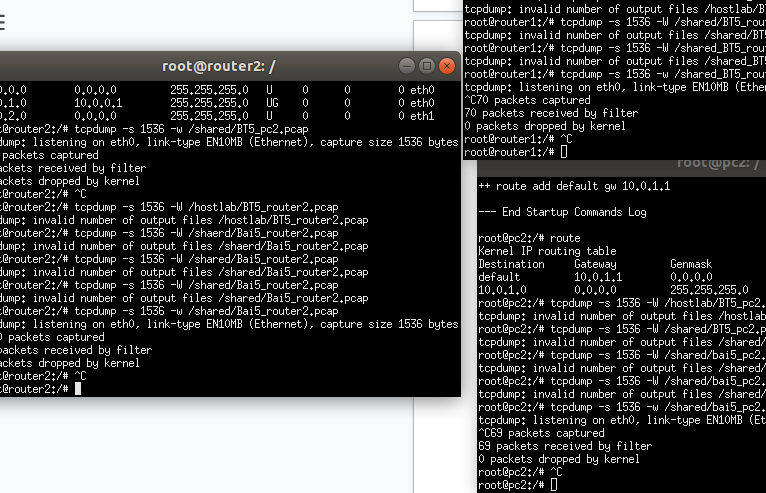 root@router2: /
.0.0 0.0.0.0 255.255.255.0 U 0 0 0 eth0
0.1.0 10.0.0.1 255.255.255.0 UG 0 0 0 eth0
0.2.0 0.0.0.0 255.255.255.0 U 0 0 0 eth1
t@router2:/# tcpdump -s 1536 -w /shared/BT5_pc2.pcap
dump: listening on eth0, link-type EN10MB (Ethernet), capture size 1536 bytes
packets captured
ackets received by filter
ackets dropped by kernel
t@router2:/# ^C
t@router2:/# tcpdump -s 1536 -W /hostlab/BT5_router2.pcap
dump: invalid number of output files /hostlab/BT5_router2.pcap
t@router2:/# tcpdump -s 1536 -W /shaerd/Bai5_router2.pcap
dump: invalid number of output files /shaerd/Bai5_router2.pcap
t@router2:/# tcpdump -s 1536 -W /shared/Bai5_router2.pcap
dump: invalid number of output files /shared/Bai5_router2.pcap
t@router2:/# tcpdump -s 1536 -W /shared/Bai5_router2.pcap
dump: invalid number of output files /shared/Bai5_router2.pcap
t@router2:/# tcpdump -s 1536 -w /shared/Bai5_router2.pcap
dump: listening on eth0, link-type EN10MB (Ethernet), capture size 1536 bytes
packets captured
ackets received by filter
ackets dropped by kernel
t@router2:/# ^C
t@router2:/#
tcpdump: invalid number of output files /hostlab/B
root@router1:/# tcpdump -s 1536 -W /shared/BT5_rou
tcpdump: invalid number of output files /shared/BT
root@router1:/# tcpdump -s 1536 -W /shared_BT5_rou
tcpdump: invalid number of output files /shared_BT
root@router1:/# tcpdump -s 1536 -w /shared_BT5_rou
tcpdump: listening on eth0, link-type EN10MB (Ethe
^C70 packets captured
70 packets received by filter
0 packets dropped by kernel
root@router1:/# ^C
root@router1:/#
root@pc2: /
++ route add default gw 10.0.1.1
--- End Startup Commands Log
root@pc2:/# route
Kernel IP routing table
Destination Gateway Genmask
default 10.0.1.1 0.0.0.0
10.0.1.0 0.0.0.0 255.255.255.0
root@pc2:/# tcpdump -s 1536 -W /hostlab/BT5_pc2.
tcpdump: invalid number of output files /hostlab
root@pc2:/# tcpdump -s 1536 -W /shared/BT5_pc2.p
tcpdump: invalid number of output files /shared/
root@pc2:/# tcpdump -s 1536 -W /shared/bai5_pc2.
tcpdump: invalid number of output files /shared/
root@pc2:/# tcpdump -s 1536 -W /shared/bai5_pc2.
tcpdump: invalid number of output files /shared/
root@pc2:/# tcpdump -s 1536 -w /shared/bai5_pc2.
tcpdump: listening on eth0, link-type EN10MB (Et
^C69 packets captured
69 packets received by filter
0 packets dropped by kernel
root@pc2:/# ^C
root@pc2:/#